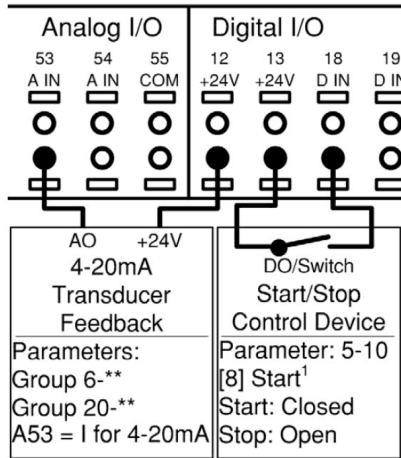 Analog I/O Digital I/O
53 54 55 12 13 18 19
A IN A IN COM +24V +24V D IN D IN
AO +24V
4-20mA
Transducer
Feedback
Parameters:
Group 6-**
Group 20-**
A53 = I for 4-20mA
DO/Switch
Start/Stop
Control Device
Parameter: 5-10
[8] Start¹
Start: Closed
Stop: Open